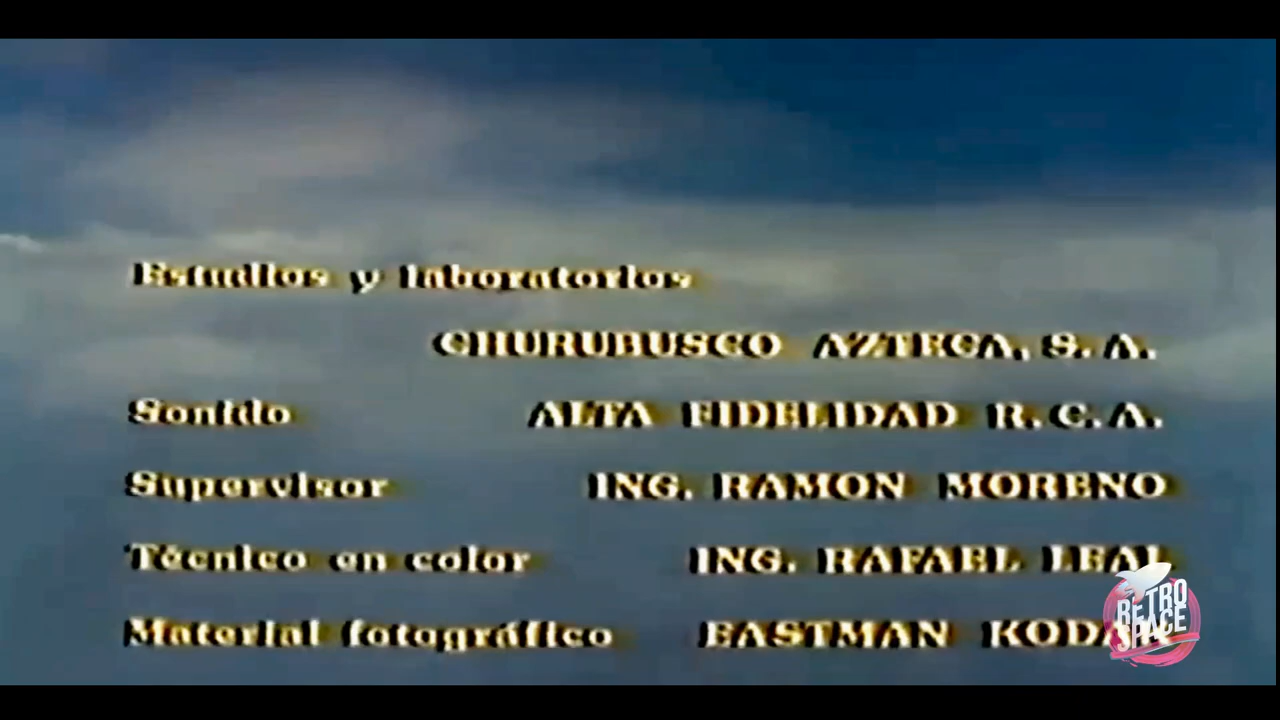 Estudios y laboratorios
CHURUBUSCO AZTECA, S. A.
Sonido ALTA FIDELIDAD R. C. A.
Supervisor ING. RAMON MORENO
Técnico en color ING. RAFAEL LEAL
Material fotográfico EASTMAN KODAK
RETRO
SPACE